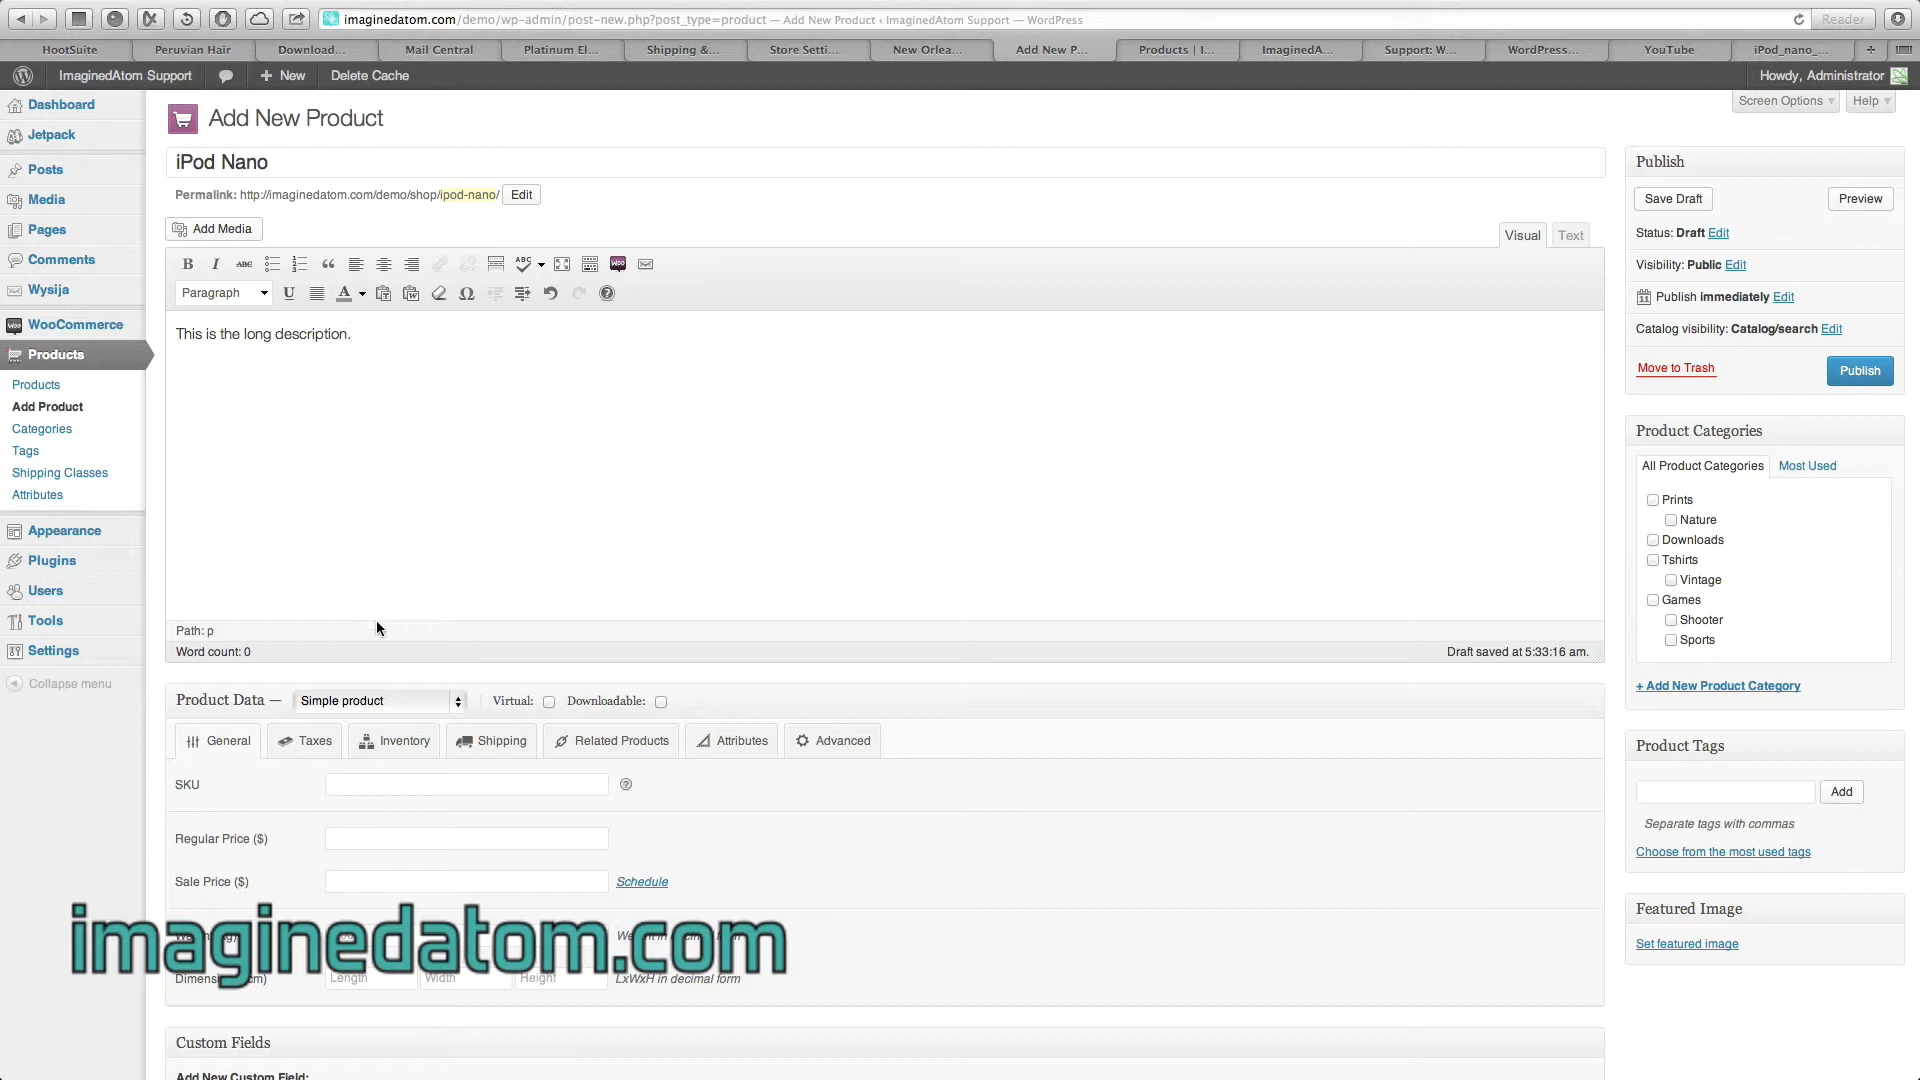 imaginedatom.com/demo/wp-admin/post-new.php?post_type=product — Add New Product ‹ ImaginedAtom Support — WordPress
Reader
HootSuite
Peruvian Hair
Download...
Mail Central
Platinum El...
Shipping &...
Store Setti...
New Orlea...
Add New P...
Products | I...
ImaginedA...
Support: W...
WordPress...
YouTube
iPod_nano_...
ImaginedAtom Support
+ New
Delete Cache
Howdy, Administrator
Dashboard
Jetpack
Posts
Media
Pages
Comments
Wysija
WooCommerce
Products
Products
Add Product
Categories
Tags
Shipping Classes
Attributes
Appearance
Plugins
Users
Tools
Settings
Collapse menu
Screen Options
Help
Add New Product
iPod Nano
Permalink: http://imaginedatom.com/demo/shop/ipod-nano/ Edit
Add Media
Visual
Text
B I ABC
ABC
Paragraph
U
A
Ω
This is the long description.
Path: p
Word count: 0
Draft saved at 5:33:16 am.
Product Data —
Simple product
Virtual:
Downloadable:
General
Taxes
Inventory
Shipping
Related Products
Attributes
Advanced
SKU
Regular Price ($)
Sale Price ($)
Schedule
imaginedatom.com
Length
Width
Height
LxWxH in decimal form
Custom Fields
Add New Custom Field:
Publish
Save Draft
Preview
Status: Draft Edit
Visibility: Public Edit
11
Publish immediately Edit
Catalog visibility: Catalog/search Edit
Move to Trash
Publish
Product Categories
All Product Categories
Most Used
Prints
Nature
Downloads
Tshirts
Vintage
Games
Shooter
Sports
+ Add New Product Category
Product Tags
Add
Separate tags with commas
Choose from the most used tags
Featured Image
Set featured image